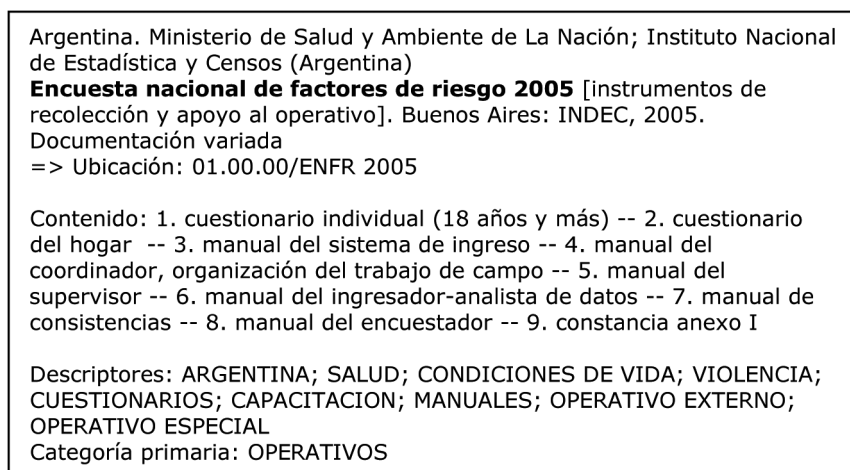 Argentina. Ministerio de Salud y Ambiente de La Nación; Instituto Nacional
de Estadística y Censos (Argentina)
Encuesta nacional de factores de riesgo 2005 [instrumentos de
recolección y apoyo al operativo]. Buenos Aires: INDEC, 2005.
Documentación variada
=> Ubicación: 01.00.00/ENFR 2005
Contenido: 1. cuestionario individual (18 años y más) -- 2. cuestionario
del hogar -- 3. manual del sistema de ingreso -- 4. manual del
coordinador, organización del trabajo de campo -- 5. manual del
supervisor -- 6. manual del ingresador-analista de datos -- 7. manual de
consistencias -- 8. manual del encuestador -- 9. constancia anexo I
Descriptores: ARGENTINA; SALUD; CONDICIONES DE VIDA; VIOLENCIA;
CUESTIONARIOS; CAPACITACION; MANUALES; OPERATIVO EXTERNO;
OPERATIVO ESPECIAL
Categoría primaria: OPERATIVOS